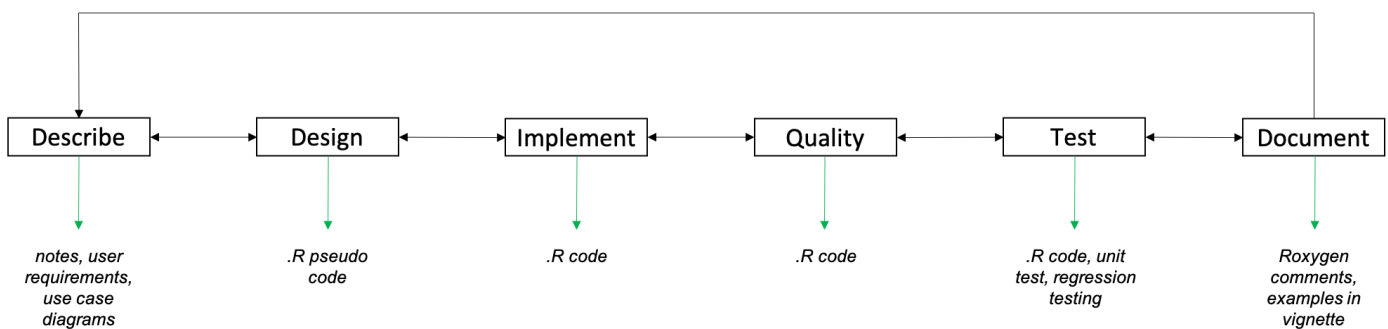 Describe
Design
Implement
Quality
Test
Document
notes, user
requirements,
use case
diagrams
.R pseudo
code
.R code
.R code
.R code, unit
test, regression
testing
Roxygen
comments,
examples in
vignette